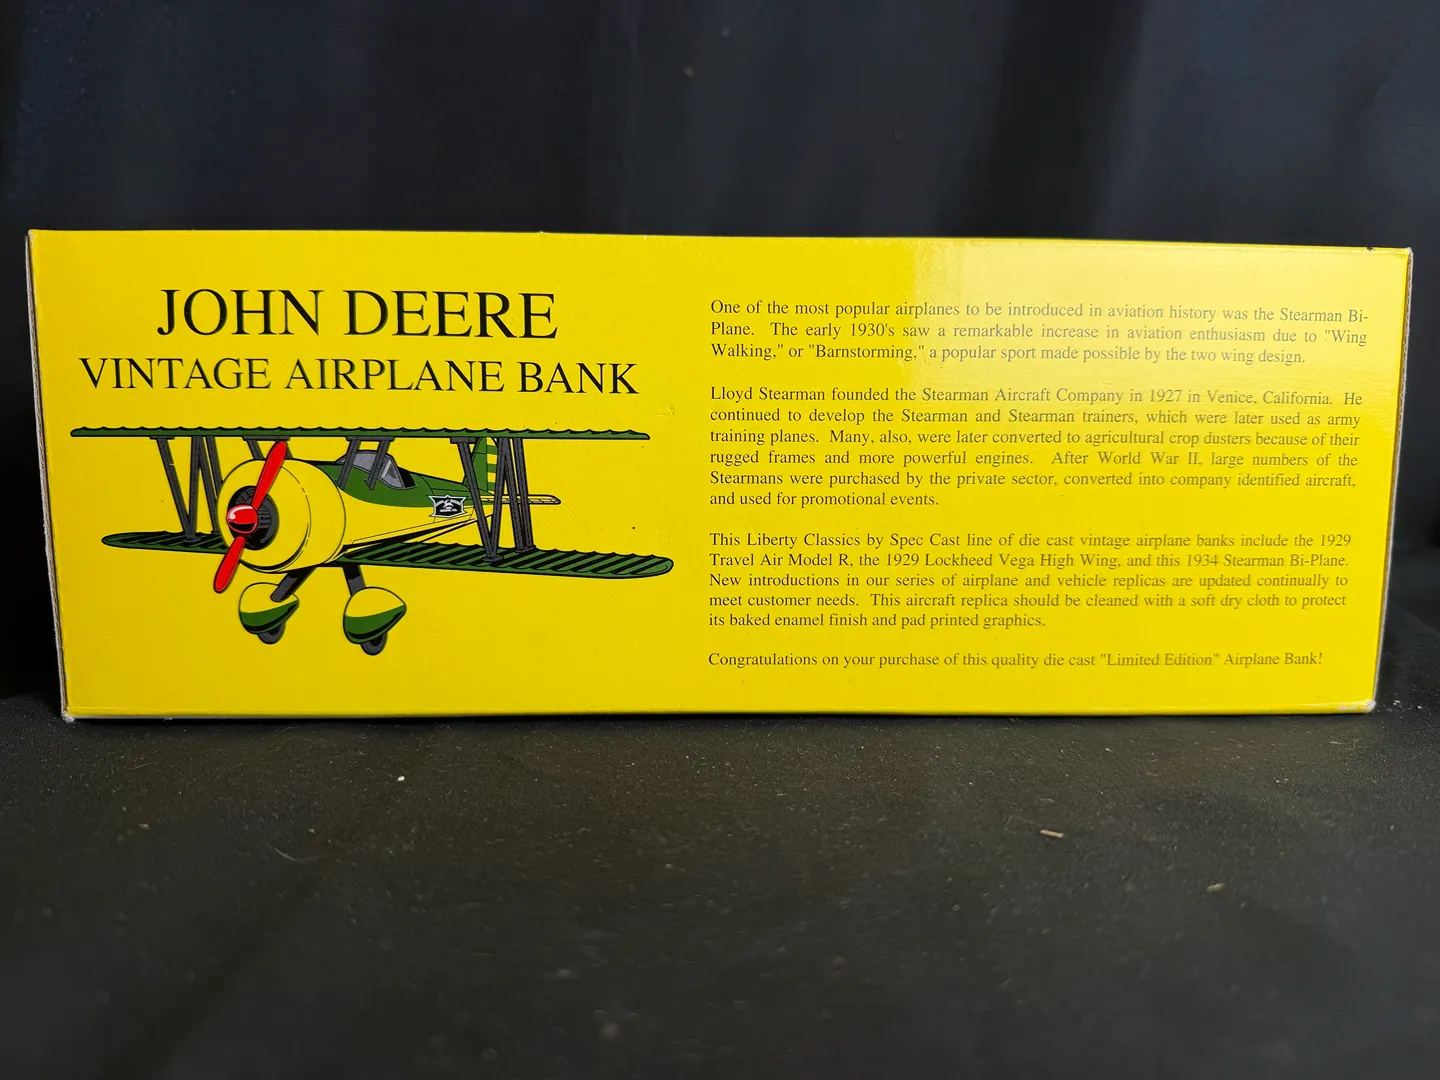 JOHN DEERE
VINTAGE AIRPLANE BANK
One of the most popular airplanes to be introduced in aviation history was the Stearman Bi-
Plane. The early 1930's saw a remarkable increase in aviation enthusiasm due to "Wing
Walking," or "Barnstorming," a popular sport made possible by the two wing design.
Lloyd Stearman founded the Stearman Aircraft Company in 1927 in Venice, California. He
continued to develop the Stearman and Stearman trainers, which were later used as army
training planes. Many, also, were later converted to agricultural crop dusters because of their
rugged frames and more powerful engines. After World War II, large numbers of the
Stearmans were purchased by the private sector, converted into company identified aircraft,
and used for promotional events.
This Liberty Classics by Spec Cast line of die cast vintage airplane banks include the 1929
Travel Air Model R, the 1929 Lockheed Vega High Wing, and this 1934 Stearman Bi-Plane.
New introductions in our series of airplane and vehicle replicas are updated continually to
meet customer needs. This aircraft replica should be cleaned with a soft dry cloth to protect
its baked enamel finish and pad printed graphics.
Congratulations on your purchase of this quality die cast "Limited Edition" Airplane Bank!